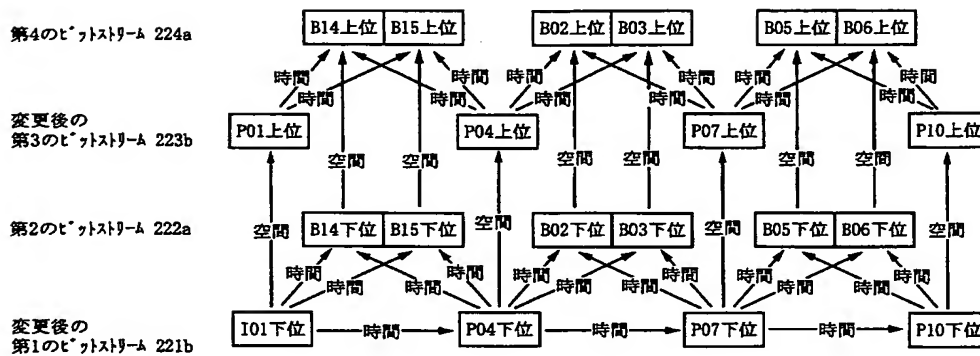 第4のビットストリーム 224a
B14上位 B15上位 B02上位 B03上位 B05上位 B06上位
時間 時間 時間 時間 時間 時間
時間 時間 時間 時間 時間 時間
変更後の
第3のビットストリーム 223b
P01上位 P04上位 P07上位 P10上位
空間 空間 空間 空間 空間 空間
第2のビットストリーム 222a
空間 B14下位 B15下位 空間 B02下位 B03下位 空間 B05下位 B06下位 空間
時間 時間 時間 時間 時間 時間
時間 時間 時間 時間 時間 時間
変更後の
第1のビットストリーム 221b
I01下位 時間 P04下位 時間 P07下位 時間 P10下位